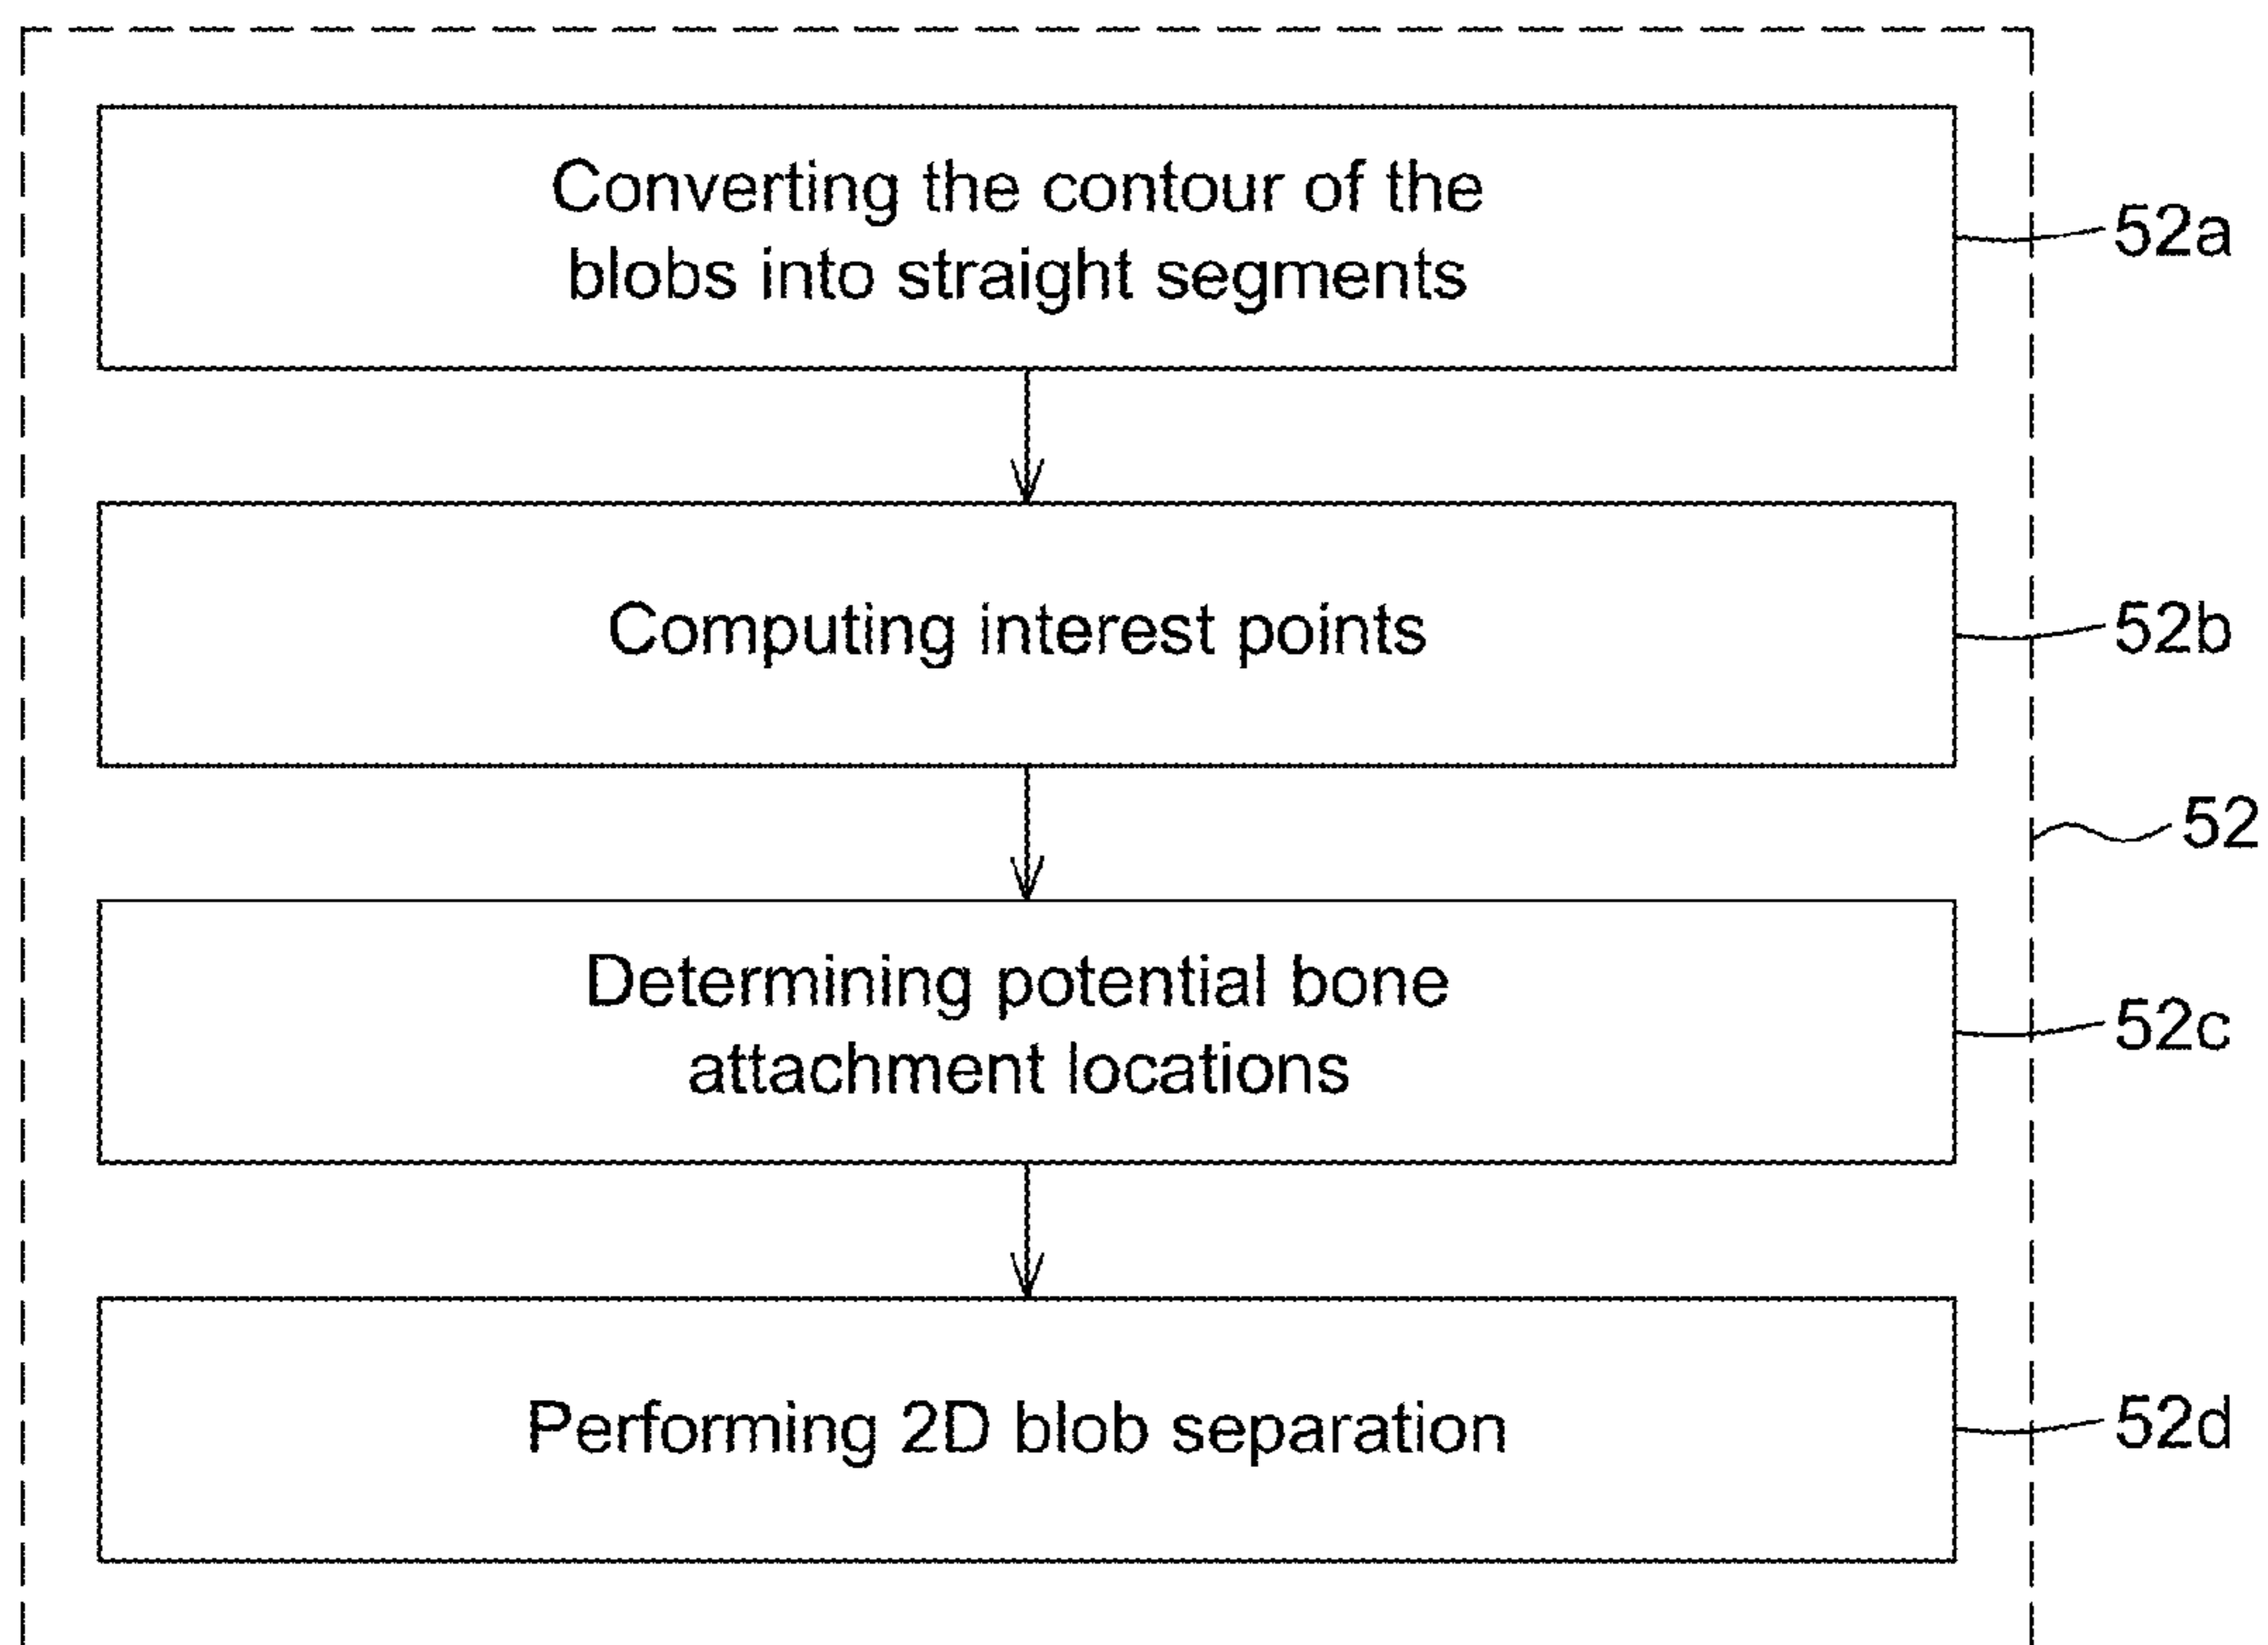 Converting the contour of the
blobs into straight segments
52a
Computing interest points
52b
52
Determining potential bone
attachment locations
52c
Performing 2D blob separation
52d